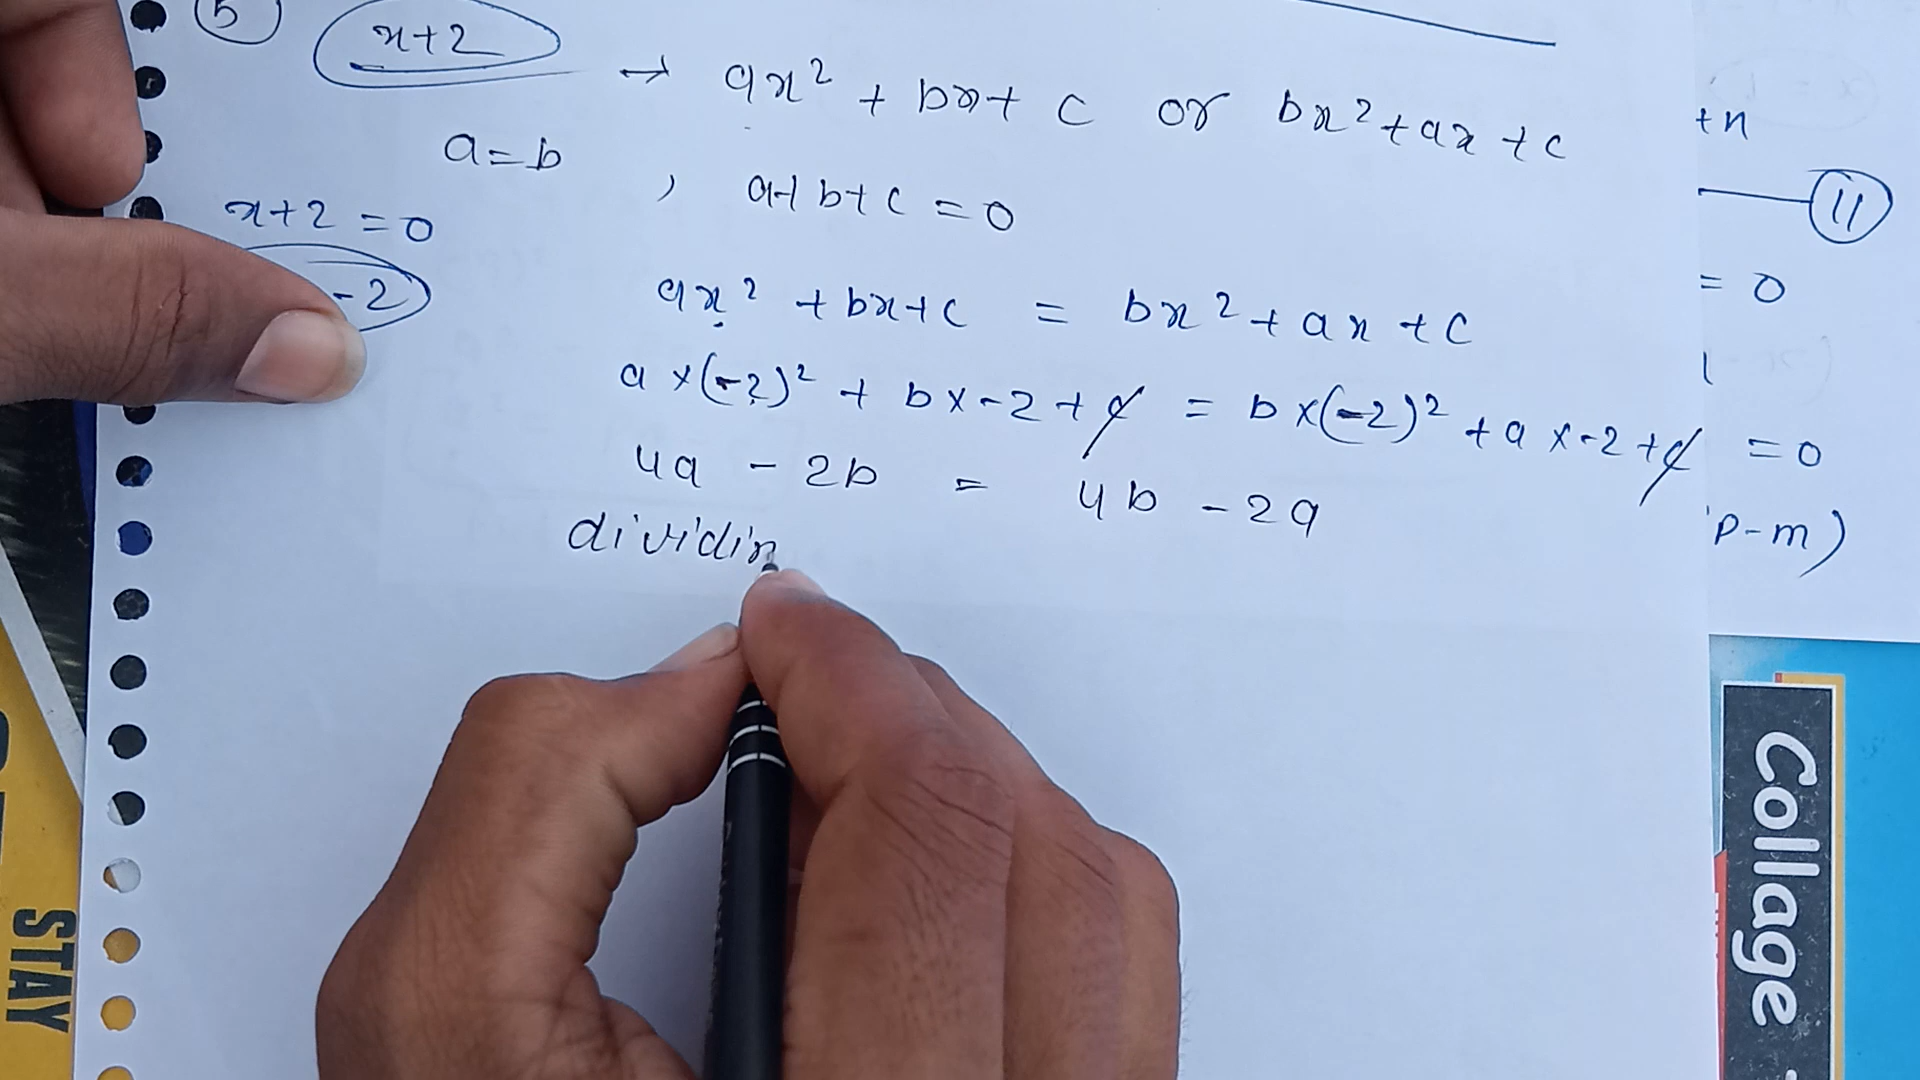 5 x+2 → ax² + bx + c or bx² + ax + c
a=b , a+b+c = 0
x+2 = 0
-2
ax² + bx + c = bx² + ax + c
a×(-2)² + b×-2 + c = b×(-2)² + a×-2 + c = 0
4a - 2b = 4b - 2a
dividin
+n
11
= 0
p-m)
Collage
STAY